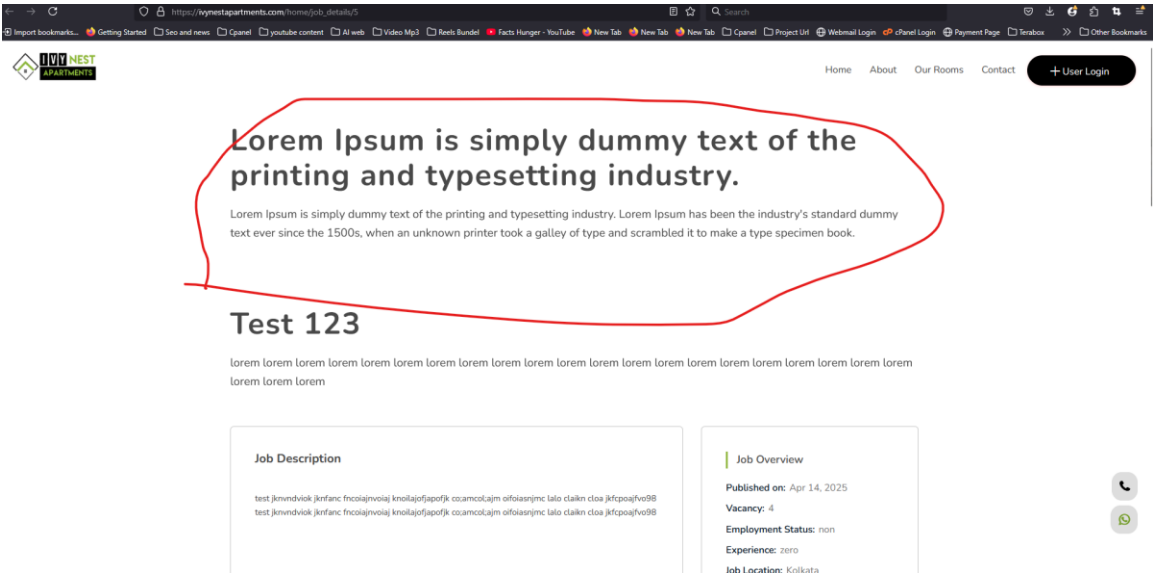 https://ivynestapartments.com/home/job_details/5
Search
Import bookmarks...
Getting Started
Seo and news
Cpanel
youtube content
AI web
Video Mp3
Reels Bundel
Facts Hunger - YouTube
New Tab
New Tab
New Tab
Cpanel
Project Url
Webmail Login
cPanel Login
Payment Page
Terabox
Other Bookmarks
IVY NEST
APARTMENTS
Home
About
Our Rooms
Contact
+ User Login
Lorem Ipsum is simply dummy text of the
printing and typesetting industry.
Lorem Ipsum is simply dummy text of the printing and typesetting industry. Lorem Ipsum has been the industry's standard dummy
text ever since the 1500s, when an unknown printer took a galley of type and scrambled it to make a type specimen book.
Test 123
lorem lorem lorem lorem lorem lorem lorem lorem lorem lorem lorem lorem lorem lorem lorem lorem lorem lorem lorem lorem lorem
lorem lorem lorem
Job Description
test jknvndviok jknfanc fncoiajnvoiaj knoilajofjapofjk co;amcol;ajm oifoiasnjmc lalo claikn cloa jkfcpoajfvo98
test jknvndviok jknfanc fncoiajnvoiaj knoilajofjapofjk co;amcol;ajm oifoiasnjmc lalo claikn cloa jkfcpoajfvo98
Job Overview
Published on: Apr 14, 2025
Vacancy: 4
Employment Status: non
Experience: zero
Job Location: Kolkata